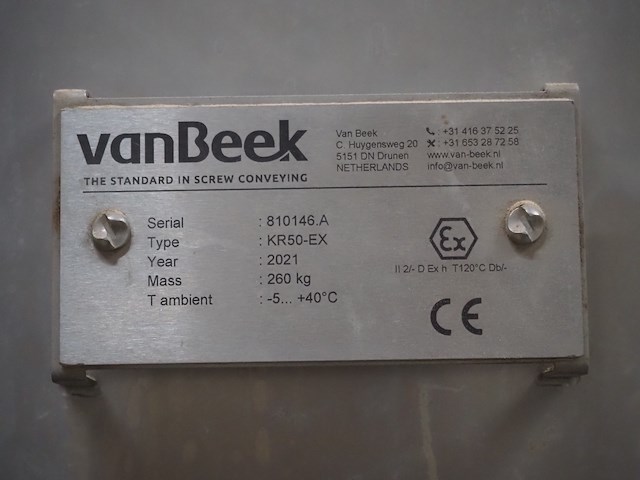 vanBeek
THE STANDARD IN SCREW CONVEYING
Van Beek
C. Huygensweg 20
5151 DN Drunen
NETHERLANDS
: +31 416 37 52 25
: +31 653 28 72 58
www.van-beek.nl
info@van-beek.nl
Serial : 810146.A
Type : KR50-EX
Year : 2021
Mass : 260 kg
T ambient : -5... +40°C
Ex
II 2/- D Ex h T120°C Db/-
CE